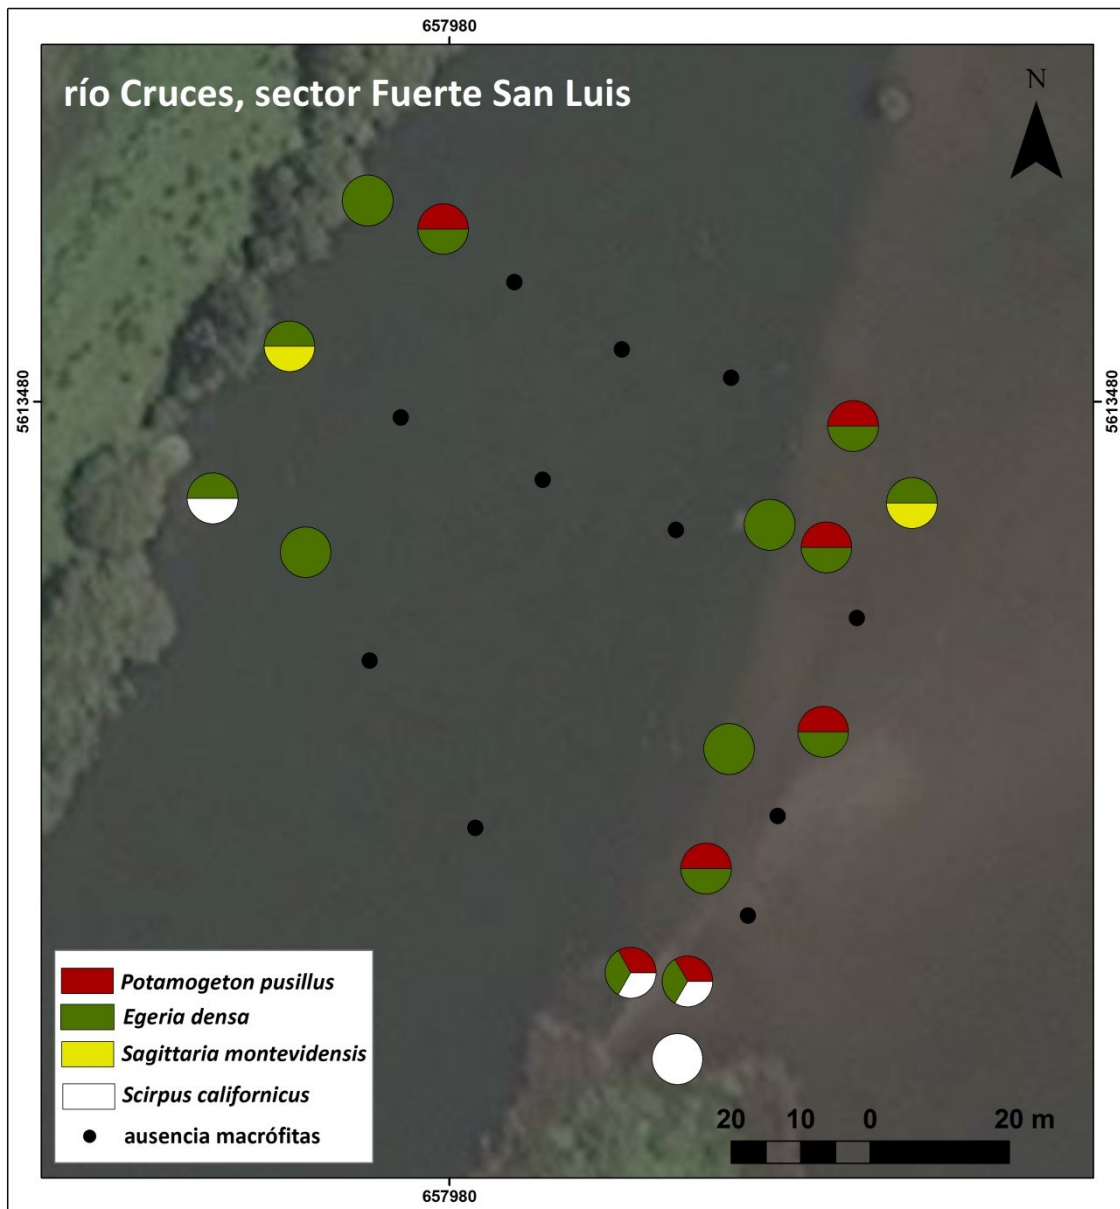 657980
río Cruces, sector Fuerte San Luis
N
5613480
5613480
Potamogeton pusillus
Egeria densa
Sagittaria montevidensis
Scirpus californicus
ausencia macrófitas
20 10 0 20 m
657980